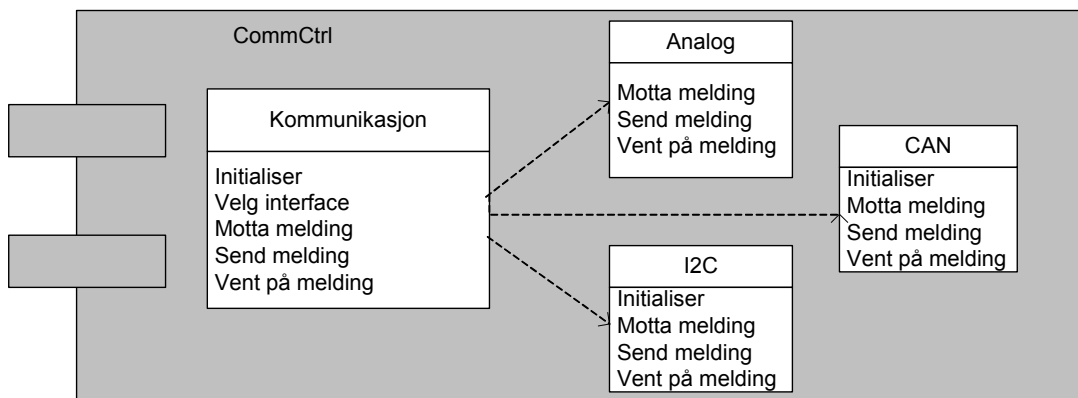 CommCtrl
Kommunikasjon
Initialiser
Velg interface
Motta melding
Send melding
Vent på melding
Analog
Motta melding
Send melding
Vent på melding
CAN
Initialiser
Motta melding
Send melding
Vent på melding
I2C
Initialiser
Motta melding
Send melding
Vent på melding